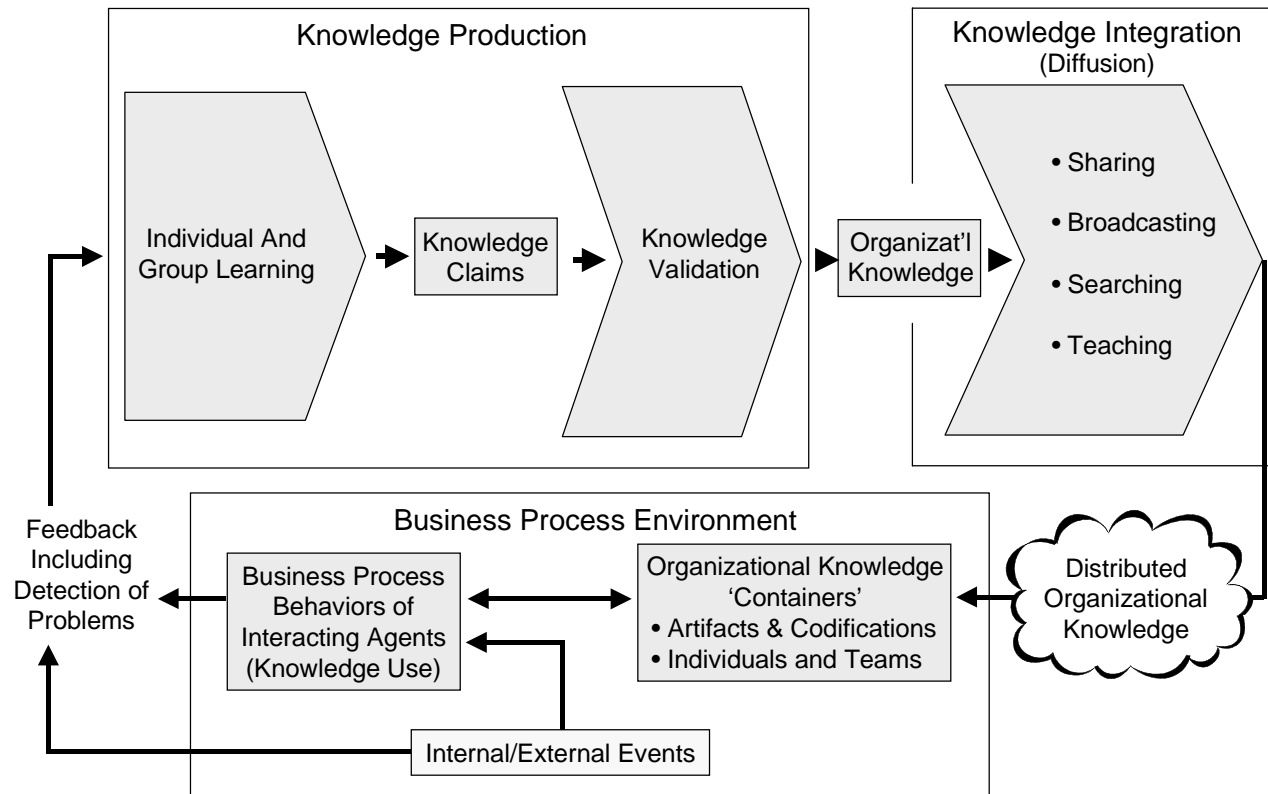 Knowledge Production
Individual And
Group Learning
Knowledge
Claims
Knowledge
Validation
Organizat'l
Knowledge
Knowledge Integration
(Diffusion)
• Sharing
• Broadcasting
• Searching
• Teaching
Feedback
Including
Detection of
Problems
Business Process Environment
Business Process
Behaviors of
Interacting Agents
(Knowledge Use)
Organizational Knowledge
‘Containers’
• Artifacts & Codifications
• Individuals and Teams
Internal/External Events
Distributed
Organizational
Knowledge